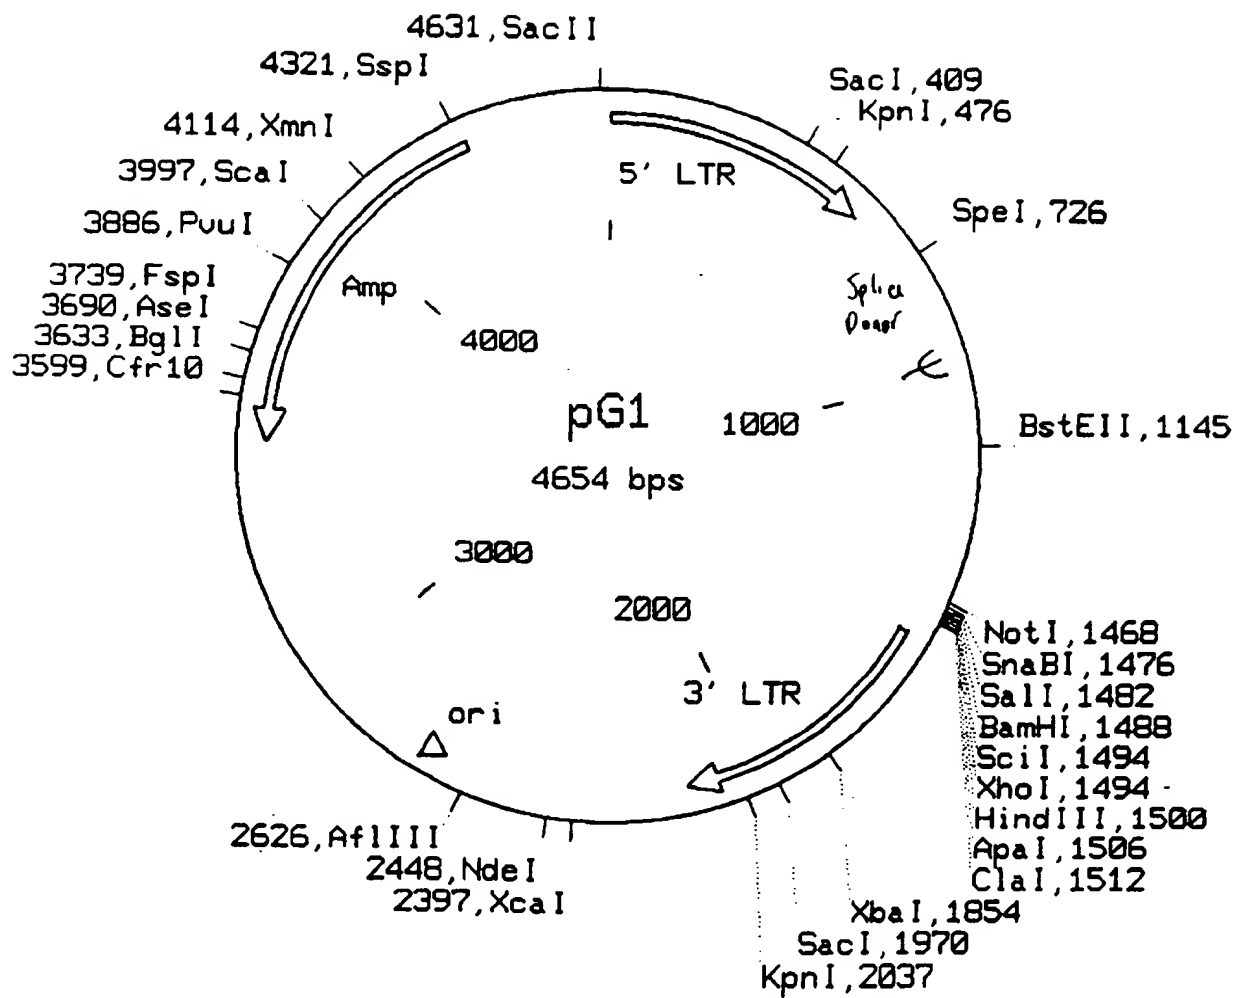 4631,SacII
4321,SspI
SacI,409
KpnI,476
4114,XmnI
3997,ScaI
5' LTR
SpeI,726
3886,PvuI
3739,FspI
3690,AseI
3633,BglI
3599,Cfr10
Amp
Splice
Donor
4000
pG1
1000
BstEII,1145
4654 bps
3000
2000
NotI,1468
SnaBI,1476
SalI,1482
BamHI,1488
SciI,1494
XhoI,1494
HindIII,1500
ApaI,1506
ClaI,1512
3' LTR
ori
2626,AflIII
2448,NdeI
2397,XcaI
XbaI,1854
SacI,1970
KpnI,2037